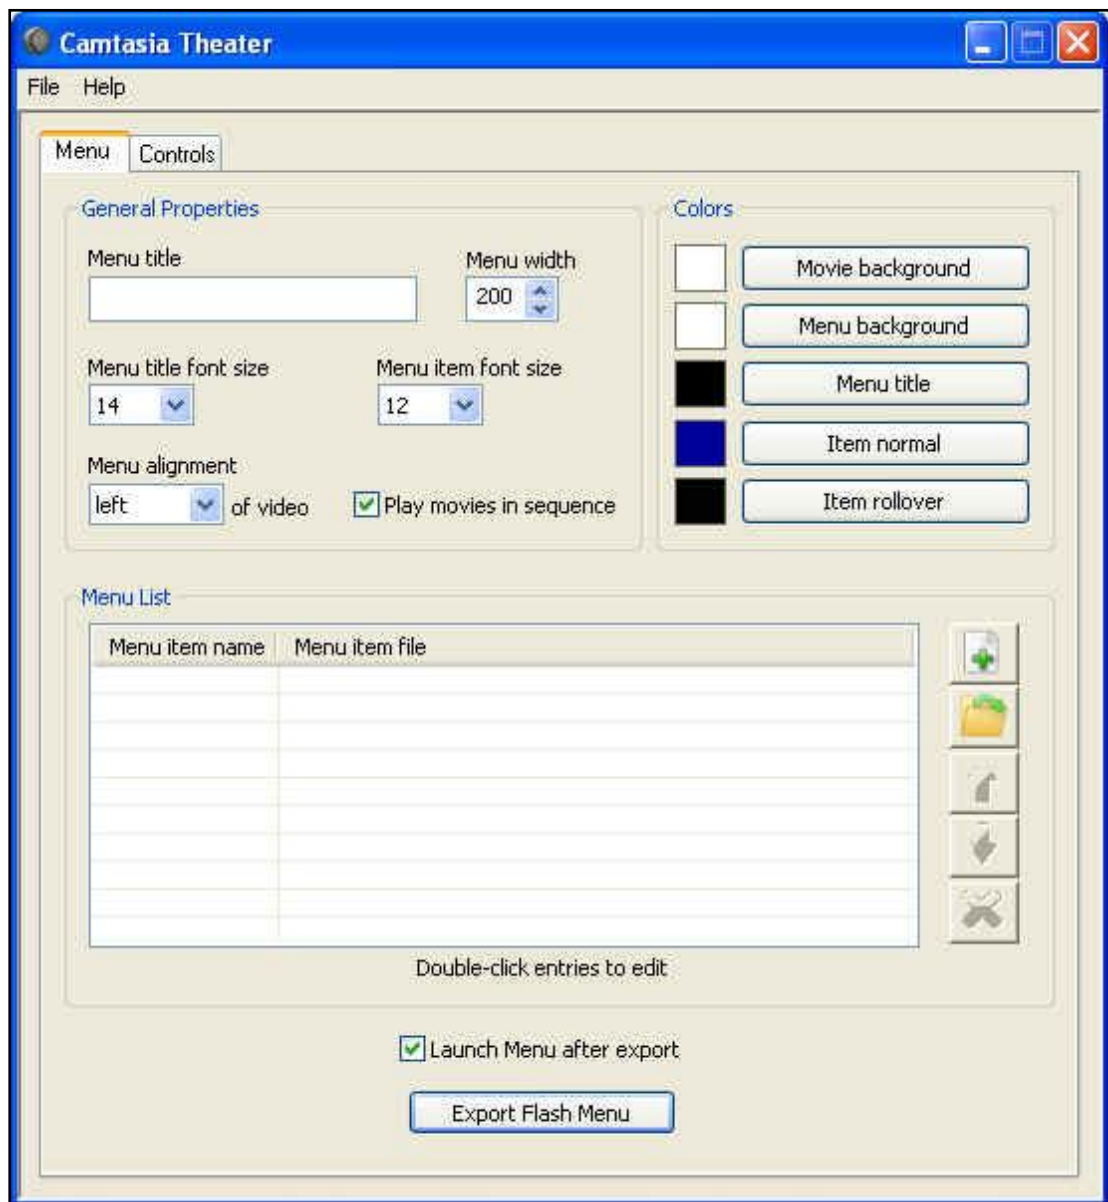 Camtasia Theater
File Help
Menu Controls
General Properties
Menu title
Menu width
200
Menu title font size
Menu item font size
14
12
Menu alignment
left of video
Play movies in sequence
Colors
Movie background
Menu background
Menu title
Item normal
Item rollover
Menu List
Menu item name Menu item file
Double-click entries to edit
Launch Menu after export
Export Flash Menu